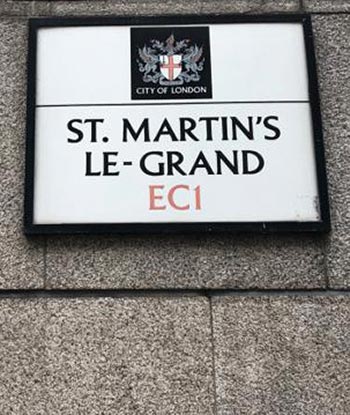 CITY OF LONDON
ST. MARTIN'S
LE-GRAND
EC1